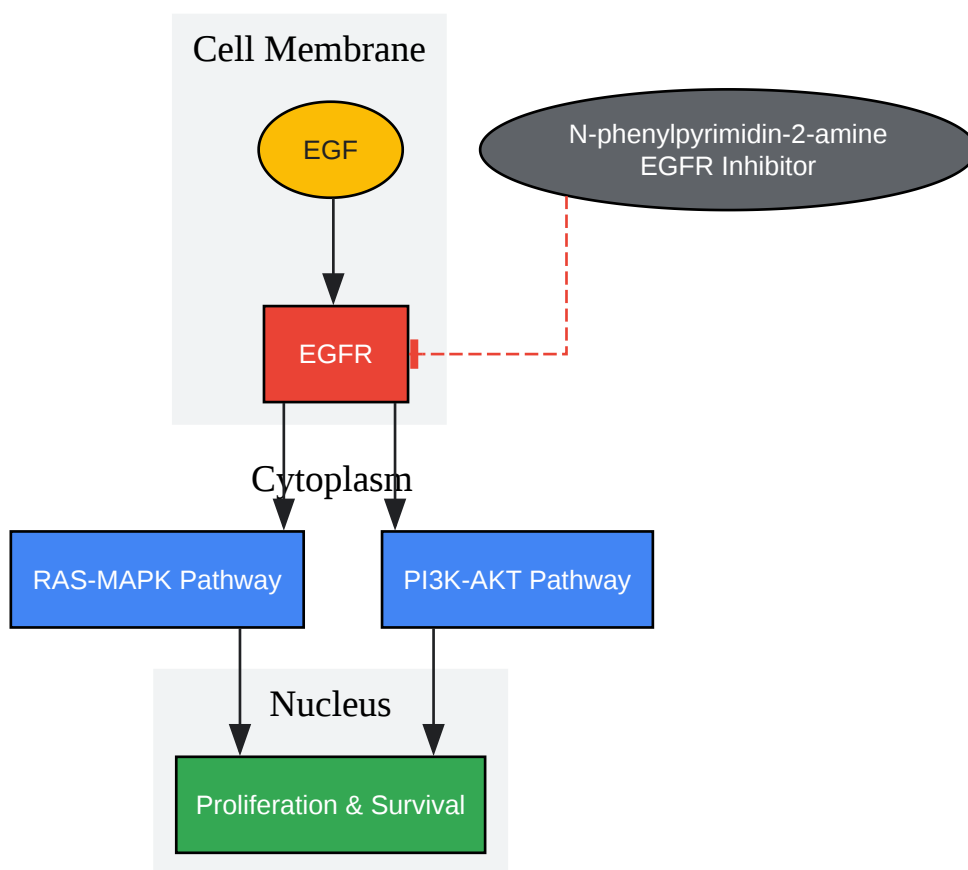 Cell Membrane
EGF
N-phenylpyrimidin-2-amine
EGFR Inhibitor
EGFR
Cytoplasm
RAS-MAPK Pathway
PI3K-AKT Pathway
Nucleus
Proliferation & Survival